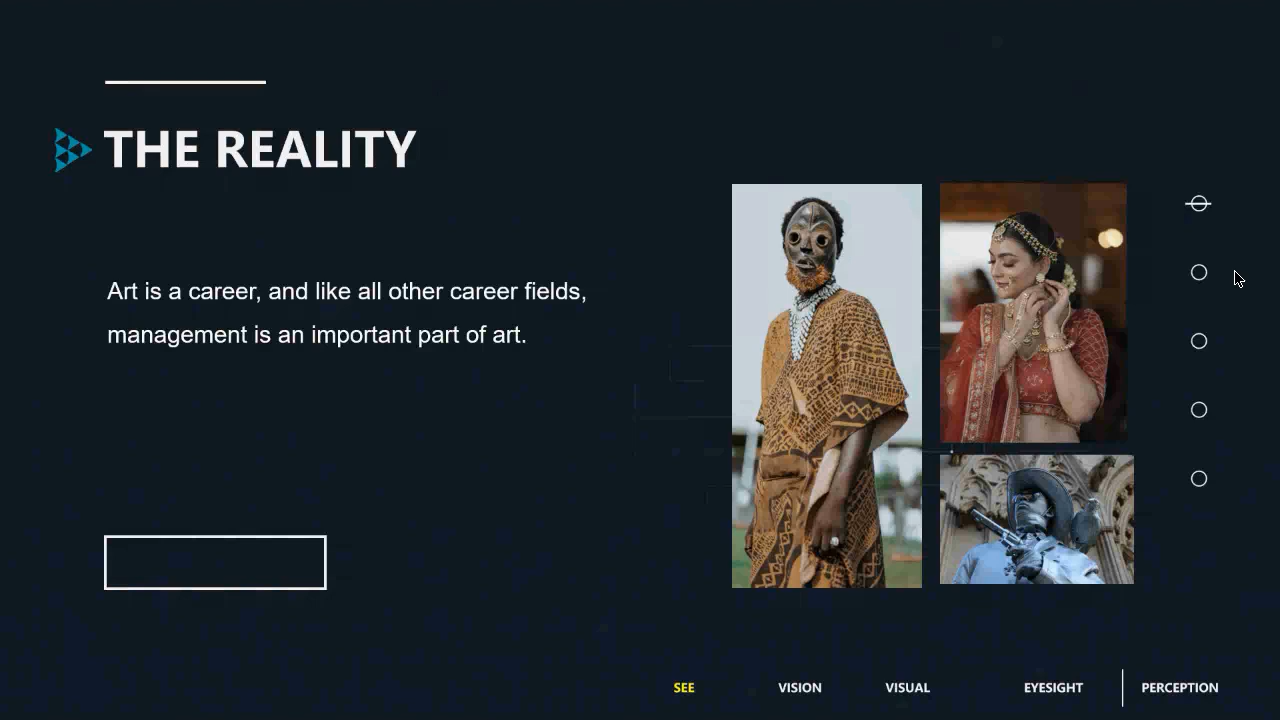 THE REALITY
Art is a career, and like all other career fields,
management is an important part of art.
SEE
VISION
VISUAL
EYESIGHT
PERCEPTION